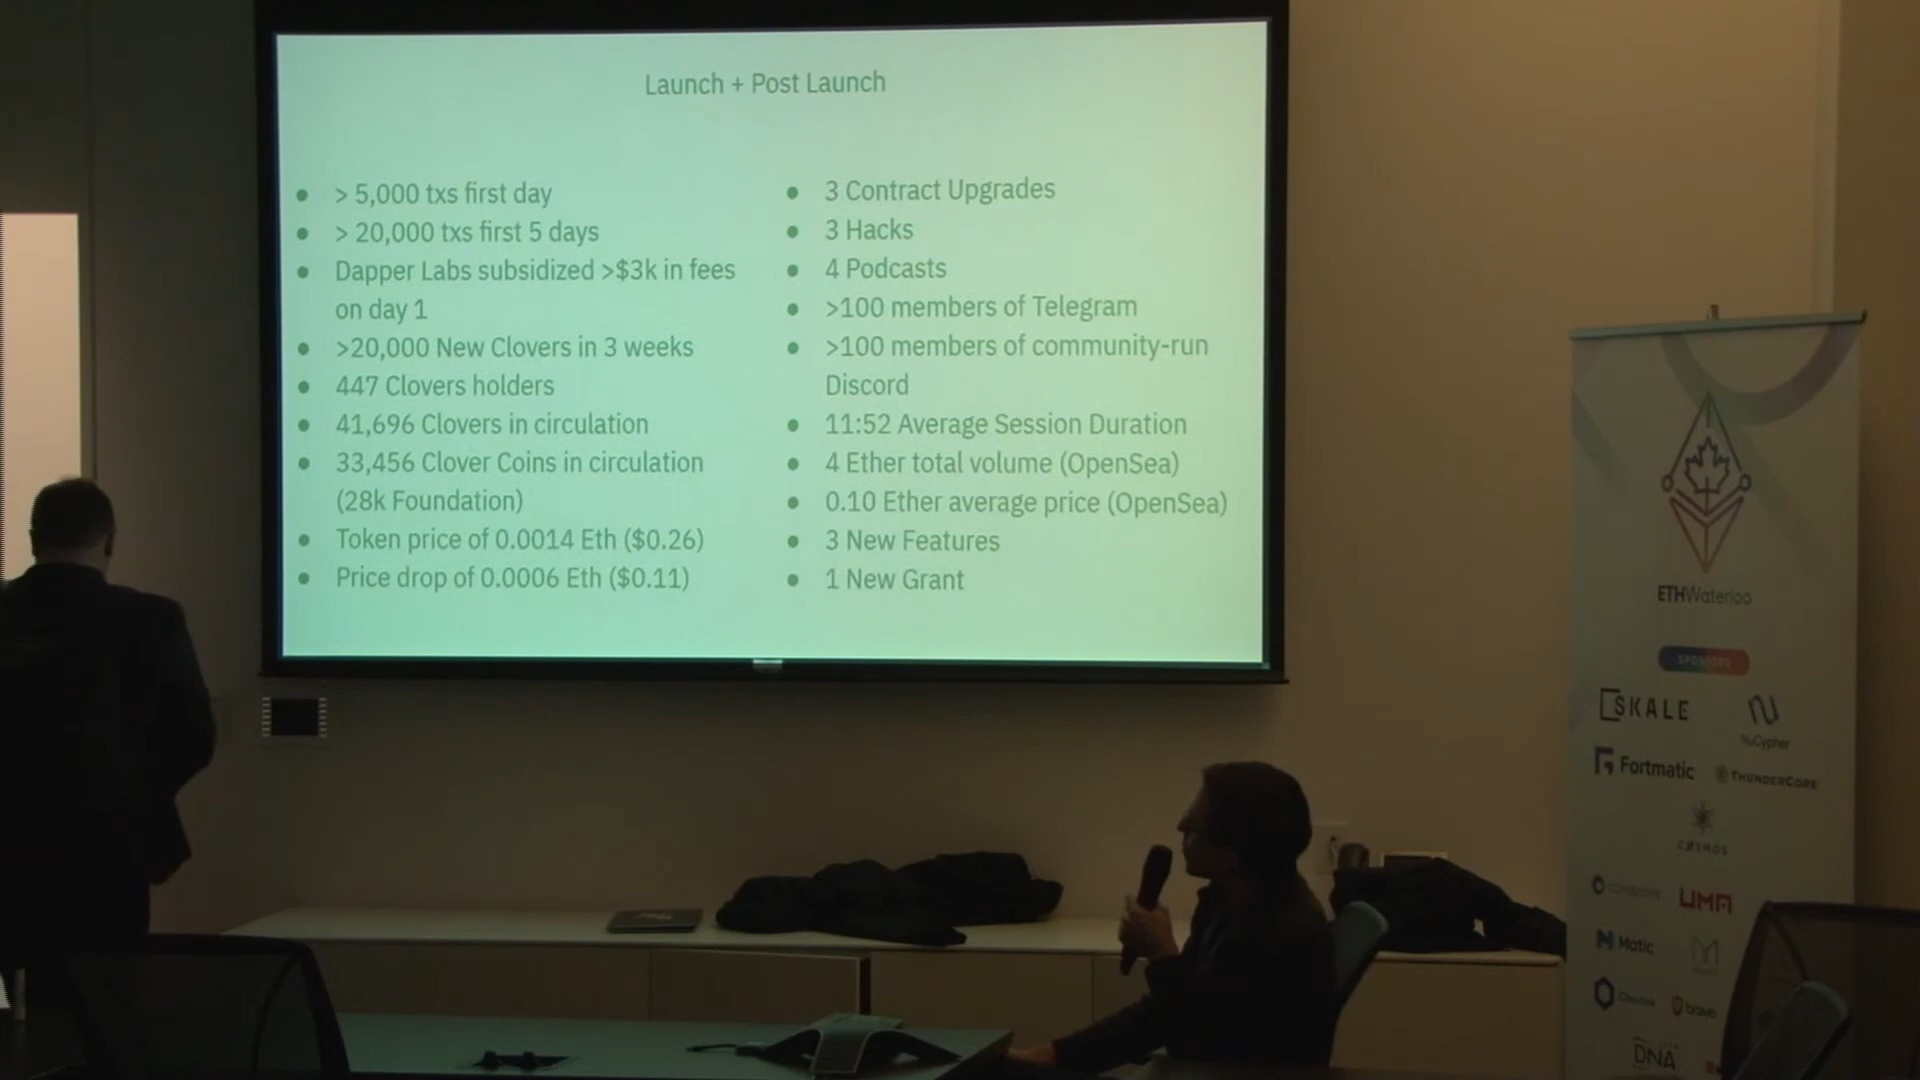 Launch + Post Launch
> 5,000 txs first day
> 20,000 txs first 5 days
Dapper Labs subsidized >$3k in fees
on day 1
>20,000 New Clovers in 3 weeks
447 Clovers holders
41,696 Clovers in circulation
33,456 Clover Coins in circulation
(28k Foundation)
Token price of 0.0014 Eth ($0.26)
Price drop of 0.0006 Eth ($0.11)
3 Contract Upgrades
3 Hacks
4 Podcasts
>100 members of Telegram
>100 members of community-run
Discord
11:52 Average Session Duration
4 Ether total volume (OpenSea)
0.10 Ether average price (OpenSea)
3 New Features
1 New Grant
ETHWaterloo
SPONSORS
SKALE
NuCypher
Fortmatic
THUNDERCORE
COSMOS
UMA
Matic
brave
DNA